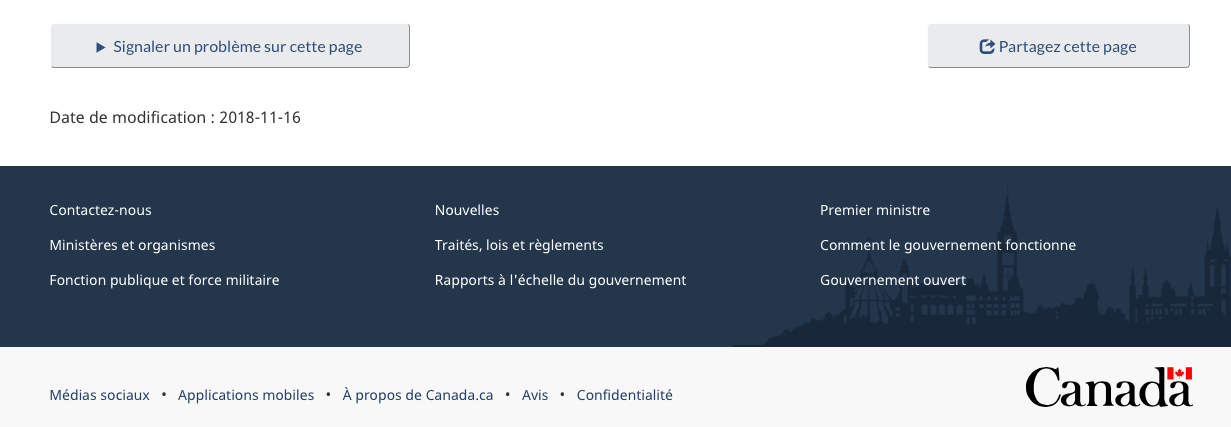 Signaler un problème sur cette page
Partagez cette page
Date de modification : 2018-11-16
Contactez-nous
Nouvelles
Premier ministre
Ministères et organismes
Traités, lois et règlements
Comment le gouvernement fonctionne
Fonction publique et force militaire
Rapports à l'échelle du gouvernement
Gouvernement ouvert
Médias sociaux • Applications mobiles • À propos de Canada.ca • Avis • Confidentialité
Canada